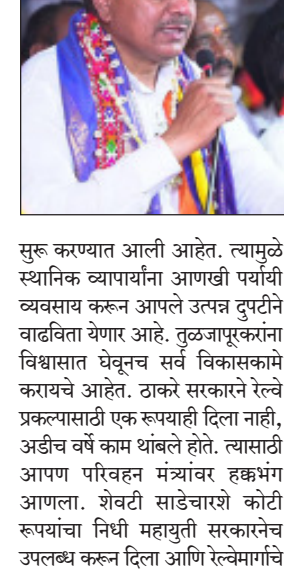 सुरू करण्यात आली आहेत. त्यामुळे
स्थानिक व्यापार्यांना आणखी पर्यायी
व्यवसाय करून आपले उत्पन्न दुपटीने
वाढविता येणार आहे. तुळजापूरकरांना
विश्वासात घेवूनच सर्व विकासकामे
करायचे आहेत. ठाकरे सरकारने रेल्वे
प्रकल्पासाठी एक रूपयाही दिला नाही,
अडीच वर्षे काम थांबले होते. त्यासाठी
आपण परिवहन मंत्र्यांवर हक्कभंग
आणला. शेवटी साडेचारशे कोटी
रूपयांचा निधी महायुती सरकारनेच
उपलब्ध करून दिला आणि रेल्वेमार्गाचे